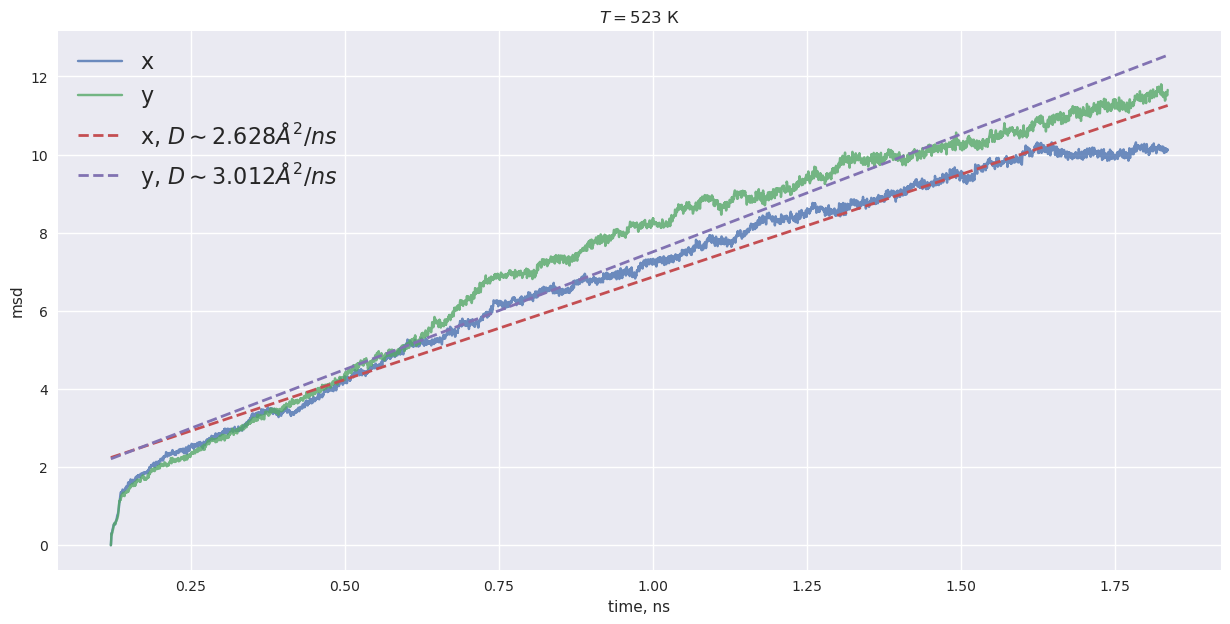 T = 523 K
x
y
x, D ∼ 2.628Å²/ns
y, D ∼ 3.012Å²/ns
msd
12
10
8
6
4
2
0
0.25 0.50 0.75 1.00 1.25 1.50 1.75
time, ns